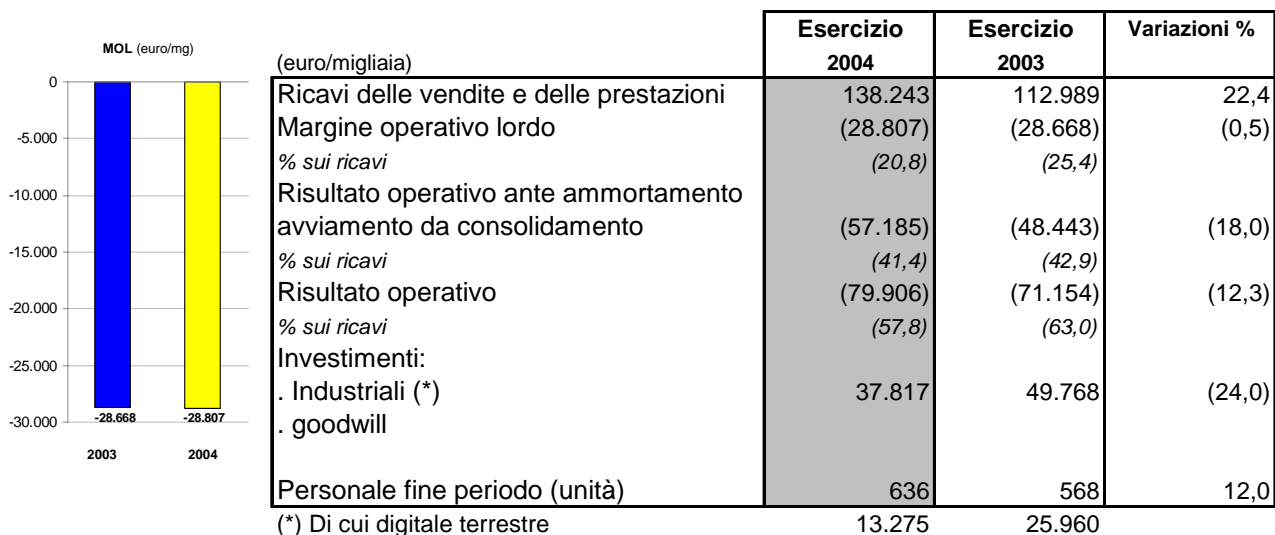 MOL (euro/mg)
0
-5.000
-10.000
-15.000
-20.000
-25.000
-30.000
-28.668 -28.807
2003 2004
Esercizio Esercizio Variazioni %
(euro/migliaia) 2004 2003
Ricavi delle vendite e delle prestazioni 138.243 112.989 22,4
Margine operativo lordo (28.807) (28.668) (0,5)
% sui ricavi (20,8) (25,4)
Risultato operativo ante ammortamento
avviamento da consolidamento (57.185) (48.443) (18,0)
% sui ricavi (41,4) (42,9)
Risultato operativo (79.906) (71.154) (12,3)
% sui ricavi (57,8) (63,0)
Investimenti:
. Industriali (*) 37.817 49.768 (24,0)
. goodwill
Personale fine periodo (unità) 636 568 12,0
(*) Di cui digitale terrestre 13.275 25.960